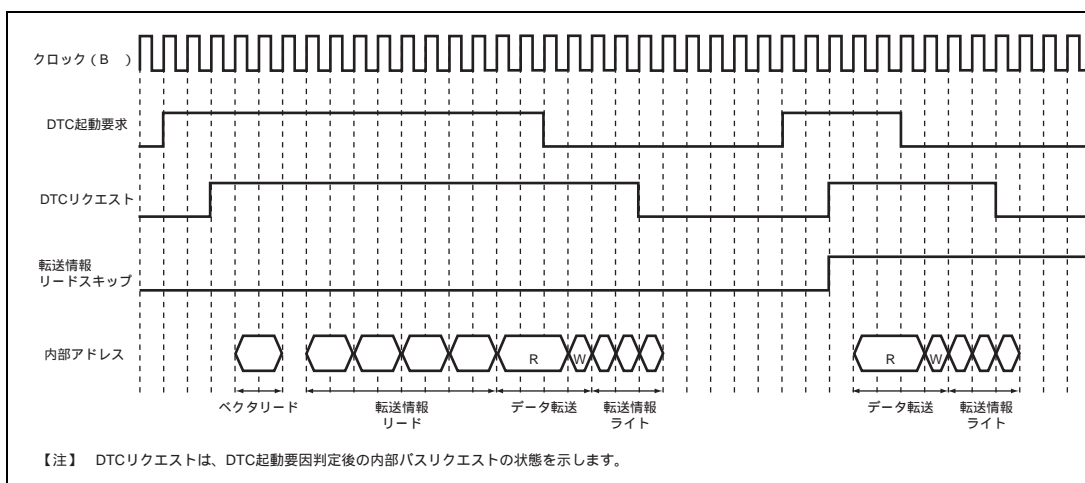 クロック ( B )
DTC起動要求
DTCリクエスト
転送情報
リードスキップ
内部アドレス
R
W
R
W
ベクタリード
転送情報
リード
データ転送
転送情報
ライト
データ転送
転送情報
ライト
【注】 DTCリクエストは、DTC起動要因判定後の内部バスリクエストの状態を示します。